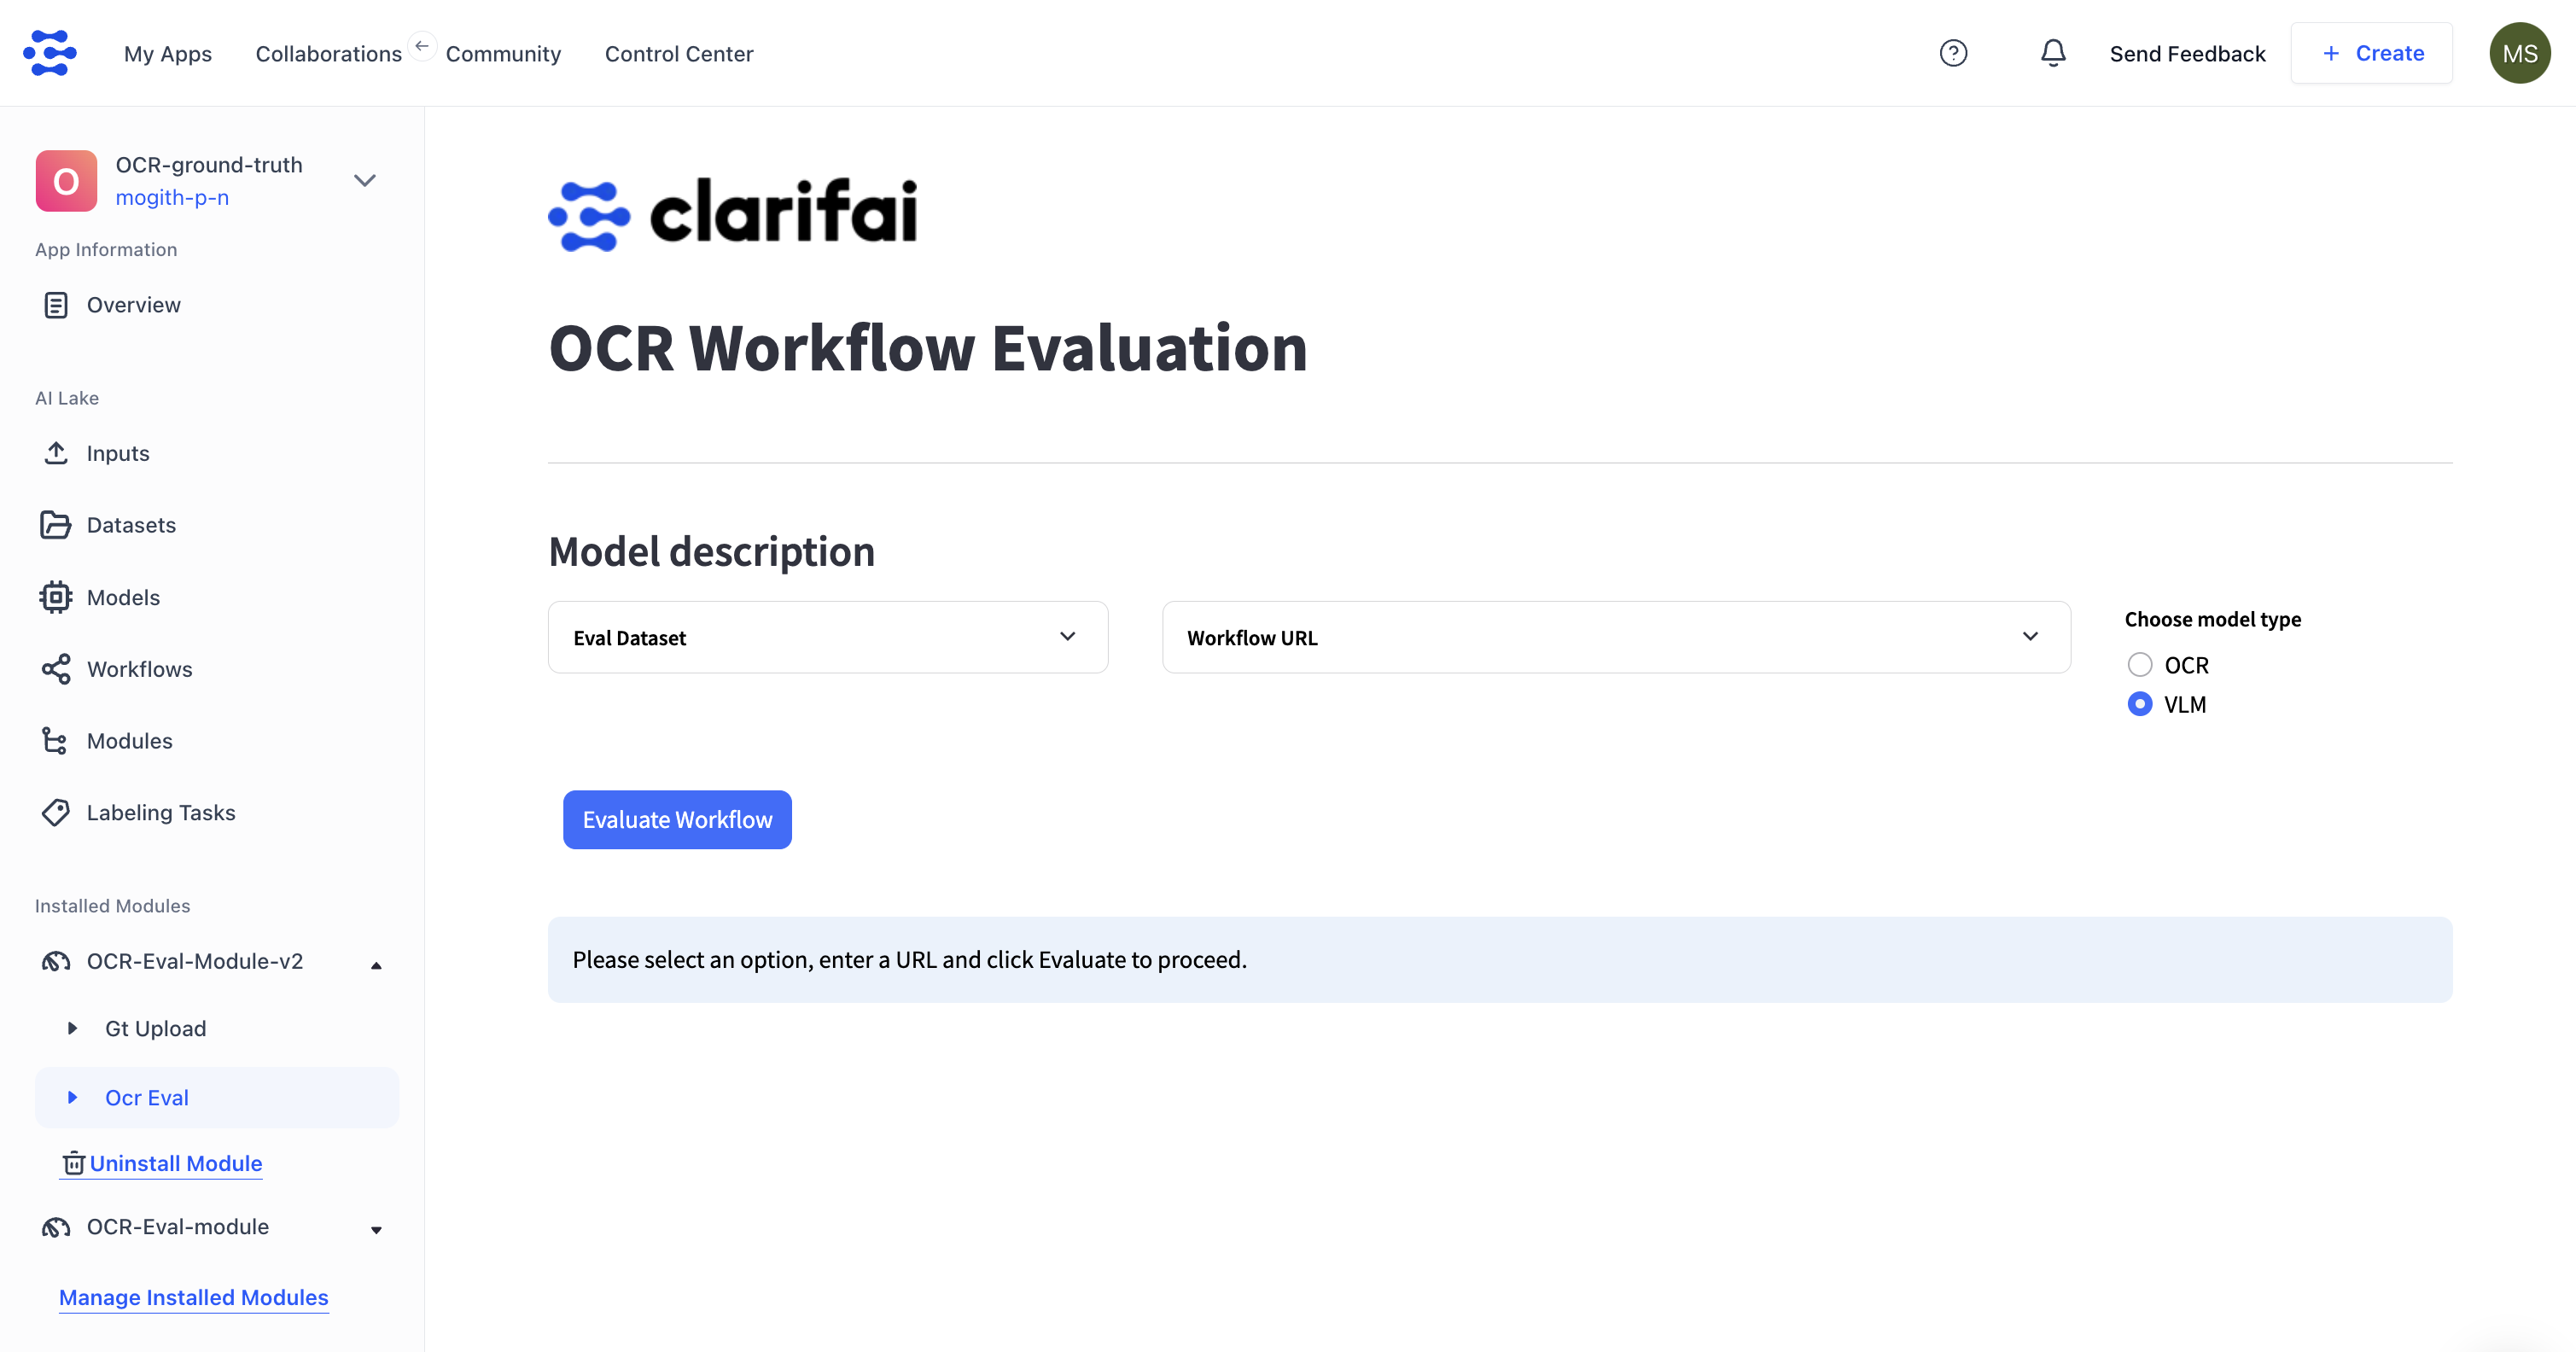 My Apps Collaborations Community Control Center Send Feedback + Create MS
O OCR-ground-truth
mogith-p-n
App Information
Overview
AI Lake
Inputs
Datasets
Models
Workflows
Modules
Labeling Tasks
Installed Modules
OCR-Eval-Module-v2
Gt Upload
Ocr Eval
Uninstall Module
OCR-Eval-module
Manage Installed Modules
clarifai
OCR Workflow Evaluation
Model description
Eval Dataset
Workflow URL
Choose model type
OCR
VLM
Evaluate Workflow
Please select an option, enter a URL and click Evaluate to proceed.